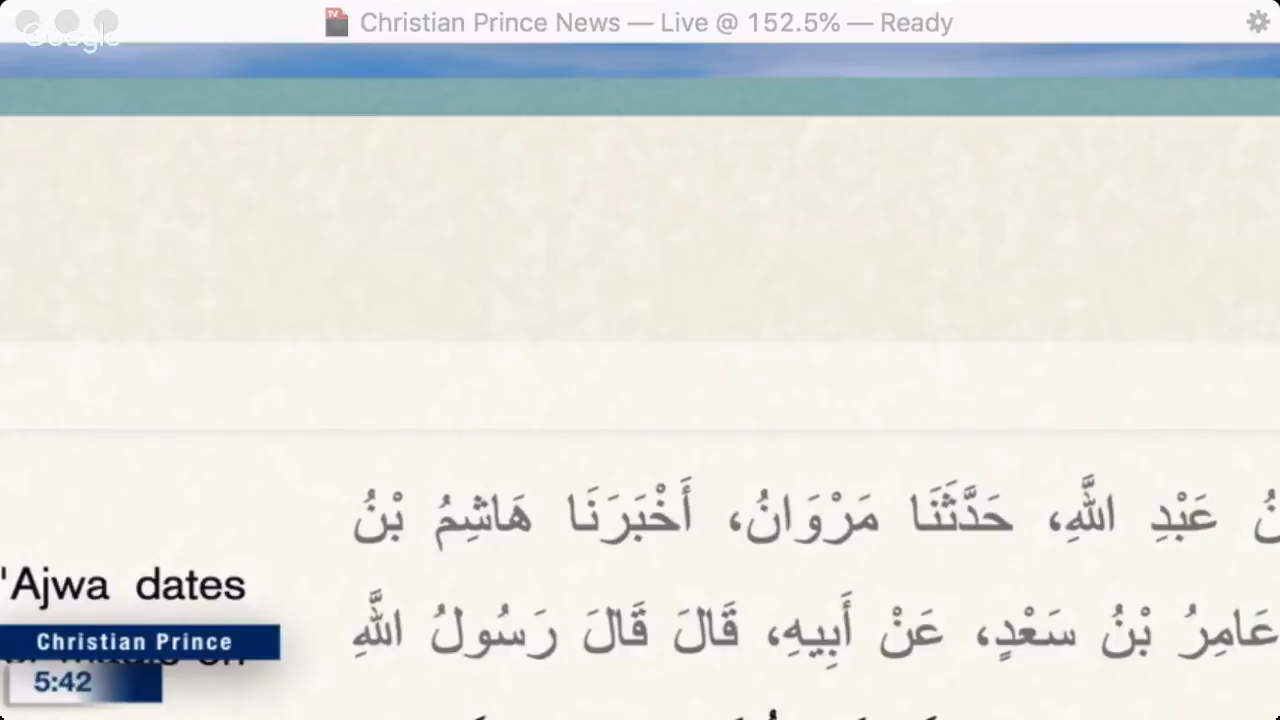 Google
Christian Prince News — Live @ 152.5% — Ready
عَبْدِ اللَّهِ، حَدَّثَنَا مَرْوَانُ، أَخْبَرَنَا هَاشِمُ بْنُ
'Ajwa dates
عَامِرُ بْنُ سَعْدٍ، عَنْ أَبِيهِ، قَالَ قَالَ رَسُولُ اللَّهِ
Christian Prince
5:42